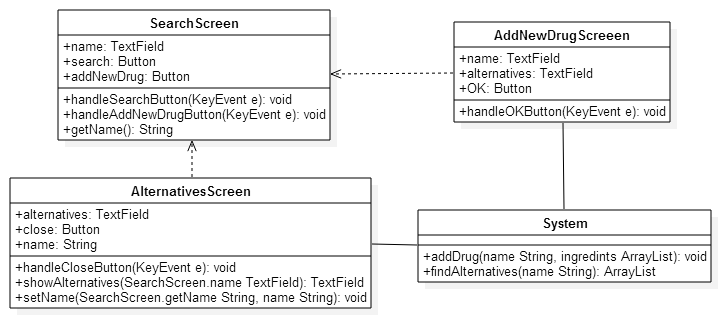 SearchScreen
+name: TextField
+search: Button
+addNewDrug: Button
+handleSearchButton(KeyEvent e): void
+handleAddNewDrugButton(KeyEvent e): void
+getName(): String
AddNewDrugScreeen
+name: TextField
+alternatives: TextField
+OK: Button
+handleOKButton(KeyEvent e): void
AlternativesScreen
+alternatives: TextField
+close: Button
+name: String
+handleCloseButton(KeyEvent e): void
+showAlternatives(SearchScreen.name TextField): TextField
+setName(SearchScreen.getName String, name String): void
System
+addDrug(name String, ingredints ArrayList): void
+findAlternatives(name String): ArrayList